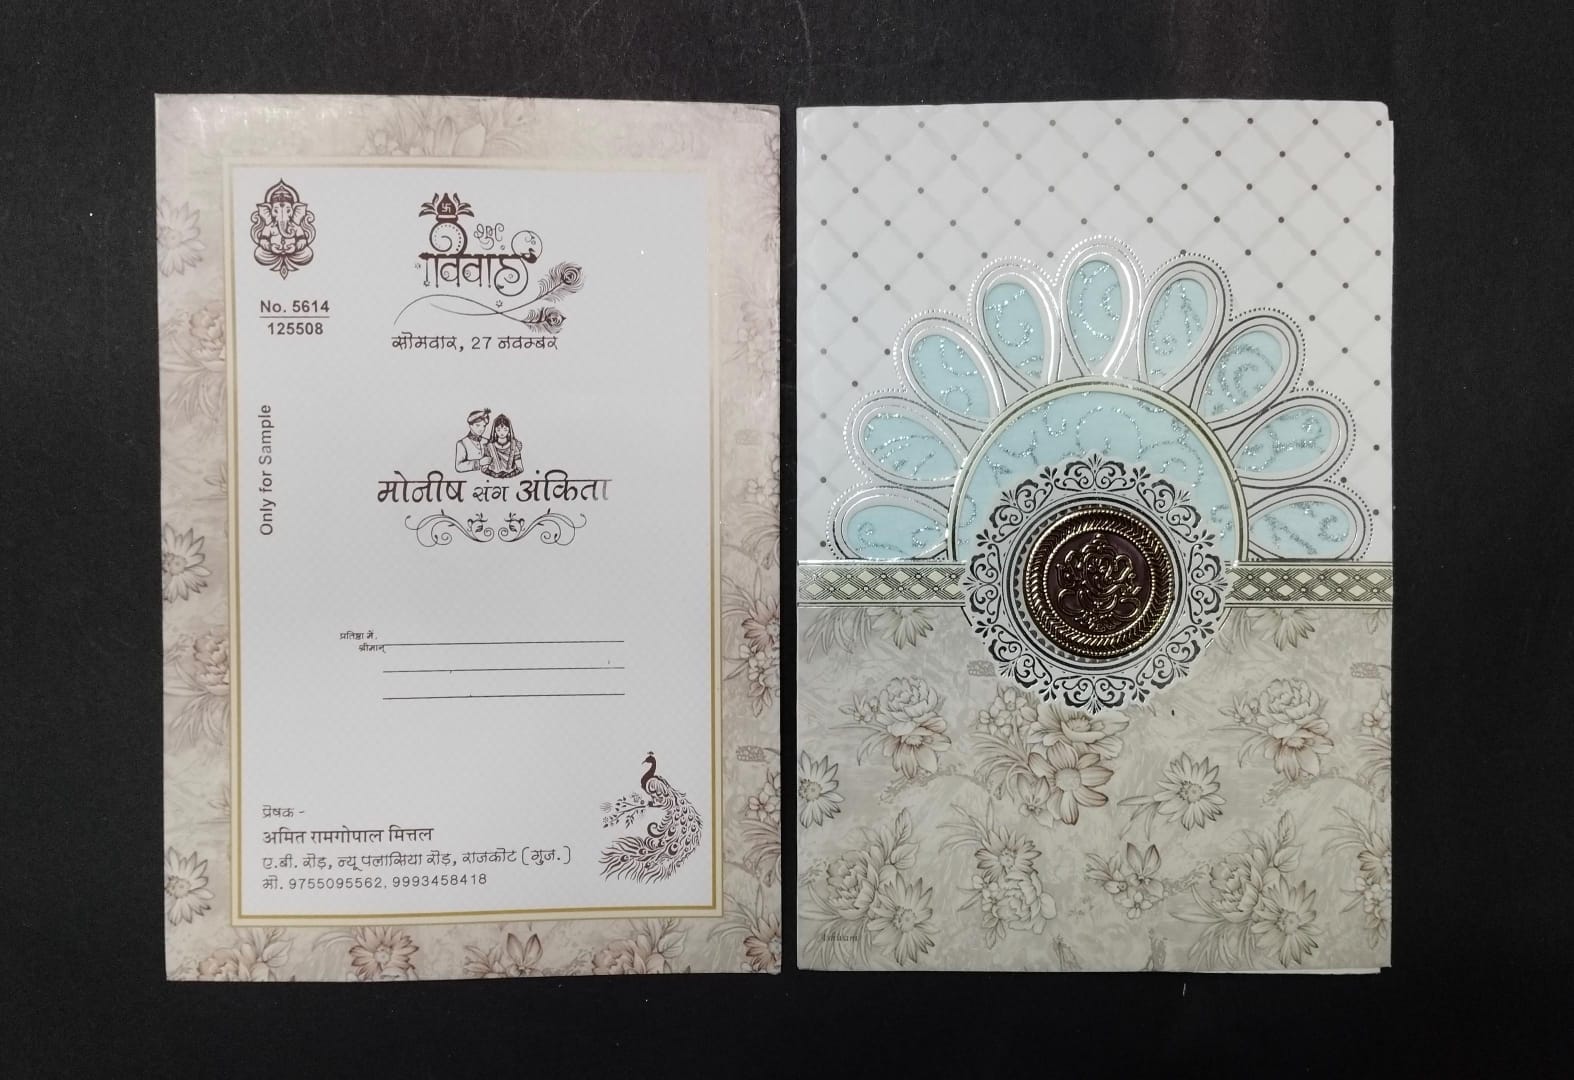 शुभ
विवाह
No. 5614
125508
सोमवार, 27 नवम्बर
Only for Sample
मोनीष संग अंकिता
प्रतिष्ठा में,
श्रीमान्
प्रेषक -
अमित रामगोपाल मित्तल
ए.बी. रोड़, न्यू पलासिया रोड़, राजकोट (गुज.)
मो. 9755095562, 9993458418